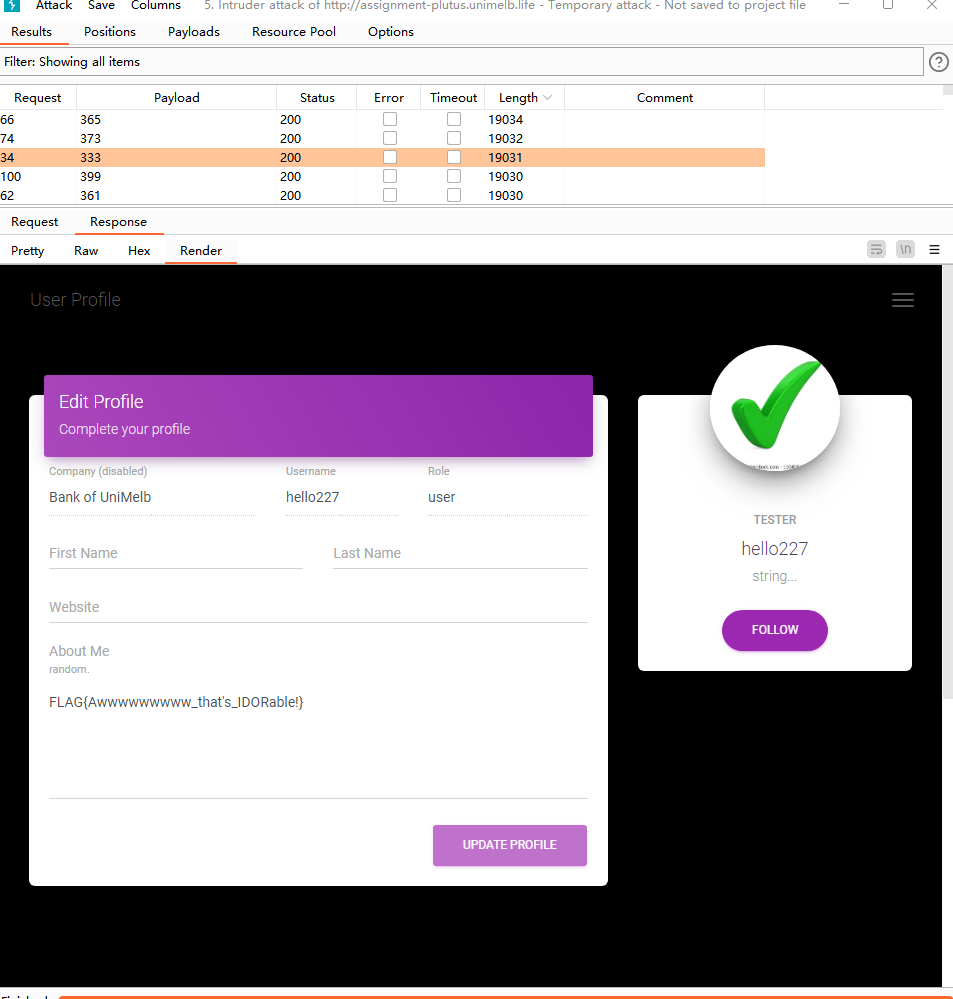 Attack Save Columns 5. Intruder attack of http://assignment-plutus.unimelb.life - Temporary attack - Not saved to project file
Results Positions Payloads Resource Pool Options
Filter: Showing all items
Request Payload Status Error Timeout Length Comment
66 365 200 19034
74 373 200 19032
34 333 200 19031
100 399 200 19030
62 361 200 19030
Request Response
Pretty Raw Hex Render \n
User Profile
Edit Profile
Complete your profile
Company (disabled) Username Role
Bank of UniMelb hello227 user
First Name Last Name
Website
About Me
random.
FLAG{Awwwwwwwww_that's_IDORable!}
UPDATE PROFILE
TESTER
hello227
string...
FOLLOW